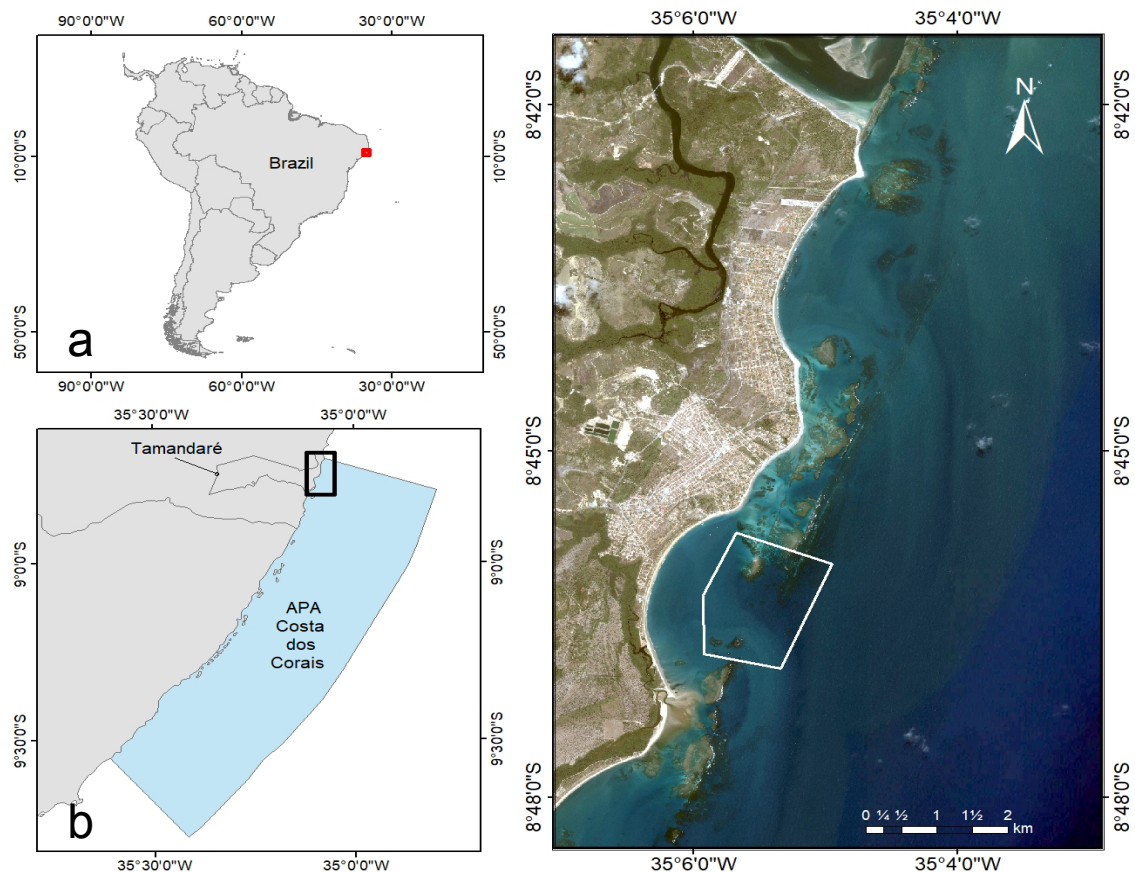 90°0'0"W 60°0'0"W 30°0'0"W
10°0'0"S
Brazil
10°0'0"S
50°0'0"S
a
50°0'0"S
90°0'0"W 60°0'0"W 30°0'0"W
35°30'0"W 35°0'0"W
Tamandaré
9°0'0"S
9°0'0"S
APA
Costa
dos
Corais
9°30'0"S
9°30'0"S
b
35°30'0"W 35°0'0"W
35°6'0"W 35°4'0"W
8°42'0"S
N
8°42'0"S
8°45'0"S
8°45'0"S
8°48'0"S
0 ¼ ½ 1 1½ 2
km
8°48'0"S
35°6'0"W 35°4'0"W